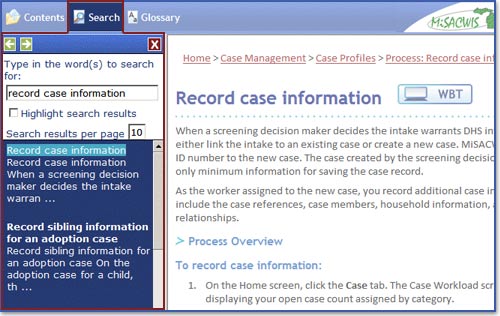 Contents
Search
Glossary
MiSACWIS
X
Type in the word(s) to search
for:
record case information
Highlight search results
Search results per page 10
Record case information
Record case information
When a screening decision
maker decides the intake
warran ...
Record sibling information
for an adoption case
Record sibling information for
an adoption case On the
adoption case for a child,
th ...
Home > Case Management > Case Profiles > Process: Record case infor
Record case information
WBT
When a screening decision maker decides the intake warrants DHS in
either link the intake to an existing case or create a new case. MiSACW
ID number to the new case. The case created by the screening decisio
only minimum information for saving the case record.
As the worker assigned to the new case, you record additional case in
include the case references, case members, household information, a
relationships.
> Process Overview
To record case information:
1. On the Home screen, click the Case tab. The Case Workload scr
displaying your open case count assigned by category.